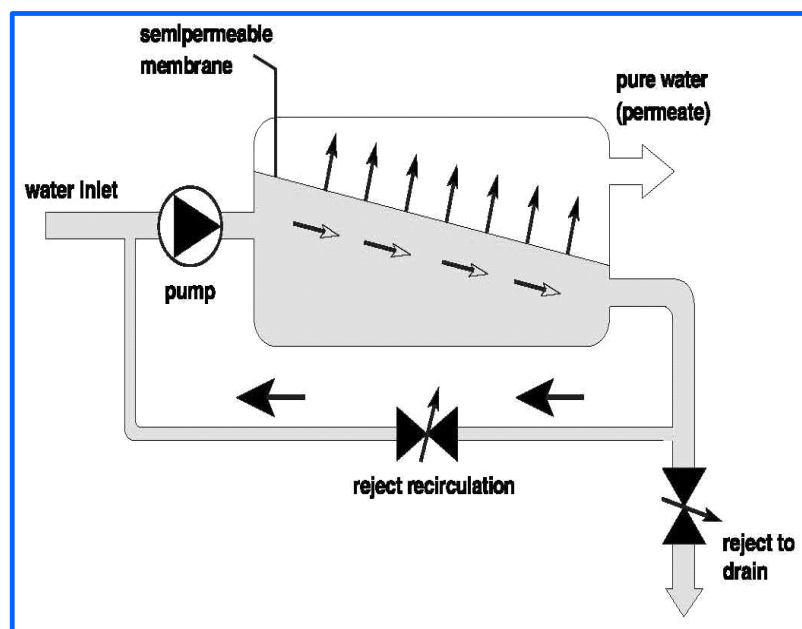 semipermeable
membrane
pure water
(permeate)
water inlet
pump
reject recirculation
reject to
drain